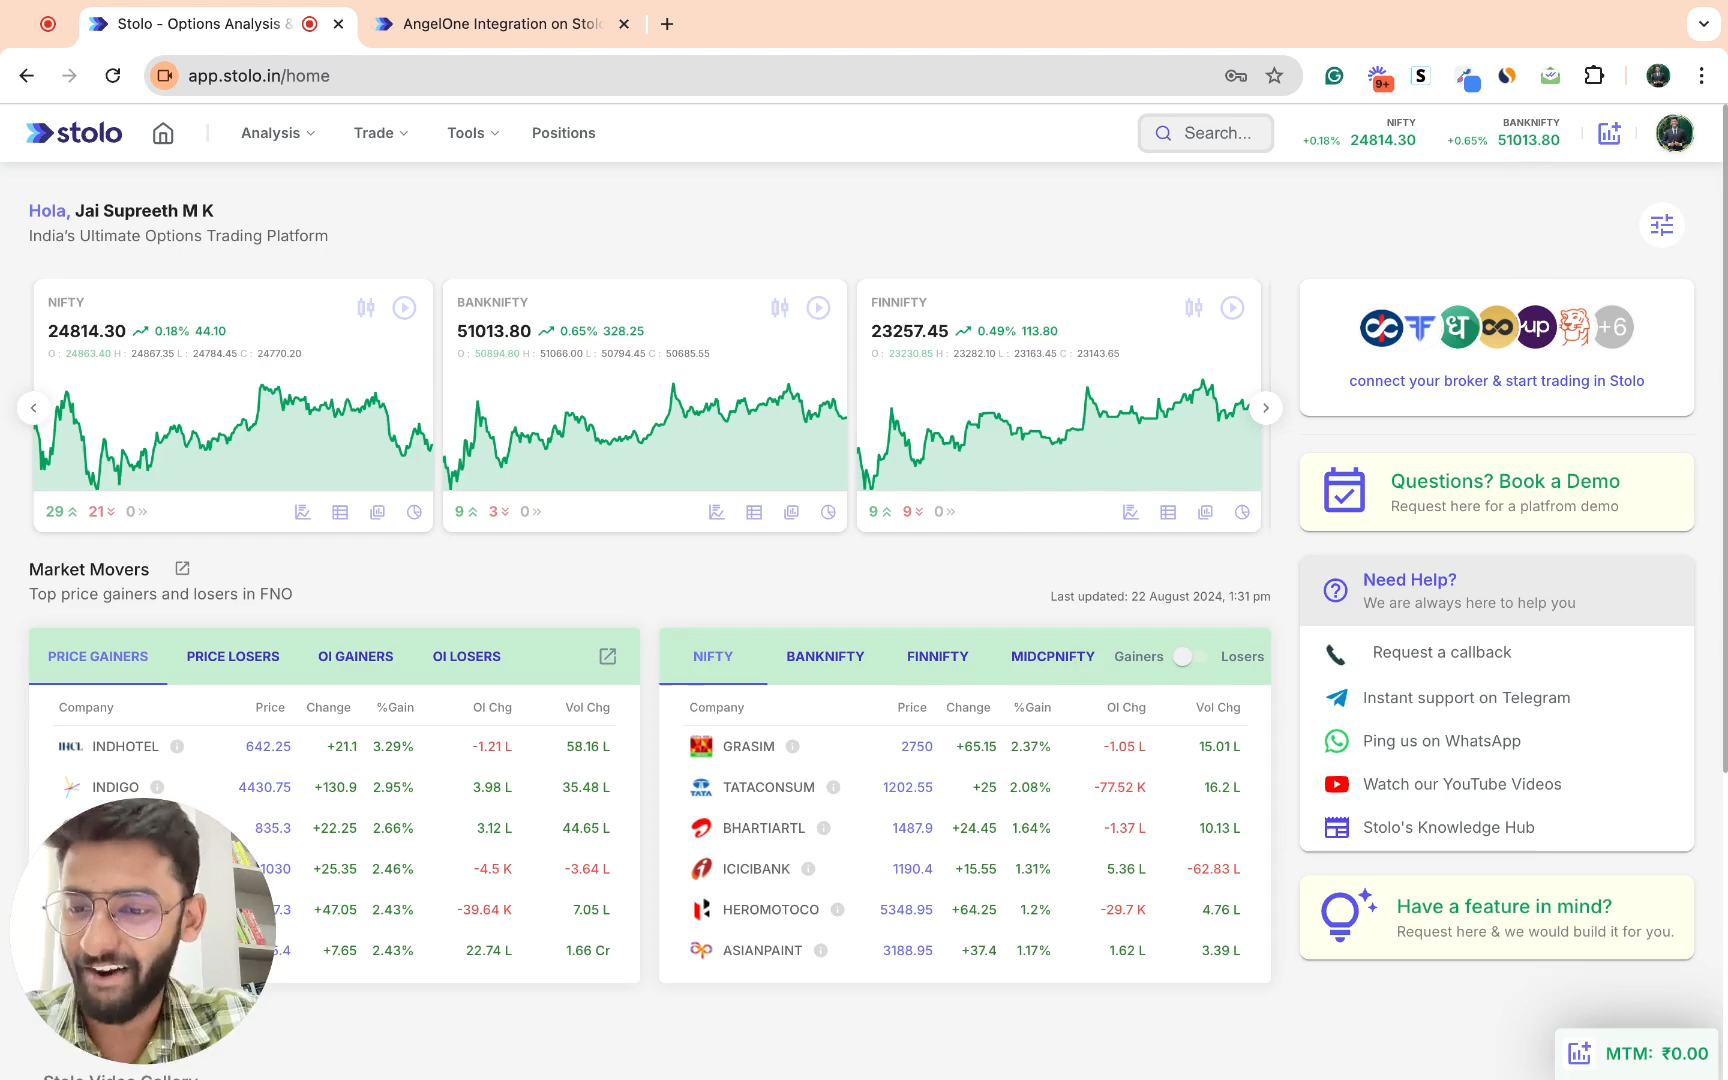 Stolo - Options Analysis &
AngelOne Integration on Stolo
app.stolo.in/home
9+
S
stolo
Analysis
Trade
Tools
Positions
Search...
NIFTY
+0.18% 24814.30
BANKNIFTY
+0.65% 51013.80
Hola, Jai Supreeth M K
India's Ultimate Options Trading Platform
NIFTY
24814.30 0.18% 44.10
O : 24863.40 H : 24867.35 L : 24784.45 C : 24770.20
29 21 0
BANKNIFTY
51013.80 0.65% 328.25
O : 50894.80 H : 51066.00 L : 50794.45 C : 50685.55
9 3 0
FINNIFTY
23257.45 0.49% 113.80
O : 23230.85 H : 23282.10 L : 23163.45 C : 23143.65
9 9 0
ध
up
+6
connect your broker & start trading in Stolo
Questions? Book a Demo
Request here for a platfrom demo
Need Help?
We are always here to help you
Request a callback
Instant support on Telegram
Ping us on WhatsApp
Watch our YouTube Videos
Stolo's Knowledge Hub
Have a feature in mind?
Request here & we would build it for you.
Market Movers
Top price gainers and losers in FNO
Last updated: 22 August 2024, 1:31 pm
PRICE GAINERS PRICE LOSERS OI GAINERS OI LOSERS
Company Price Change %Gain OI Chg Vol Chg
IHCL INDHOTEL 642.25 +21.1 3.29% -1.21 L 58.16 L
INDIGO 4430.75 +130.9 2.95% 3.98 L 35.48 L
835.3 +22.25 2.66% 3.12 L 44.65 L
1030 +25.35 2.46% -4.5 K -3.64 L
7.3 +47.05 2.43% -39.64 K 7.05 L
5.4 +7.65 2.43% 22.74 L 1.66 Cr
NIFTY BANKNIFTY FINNIFTY MIDCPNIFTY Gainers Losers
Company Price Change %Gain OI Chg Vol Chg
GRASIM 2750 +65.15 2.37% -1.05 L 15.01 L
TATA TATACONSUM 1202.55 +25 2.08% -77.52 K 16.2 L
BHARTIARTL 1487.9 +24.45 1.64% -1.37 L 10.13 L
ICICIBANK 1190.4 +15.55 1.31% 5.36 L -62.83 L
HEROMOTOCO 5348.95 +64.25 1.2% -29.7 K 4.76 L
ASIANPAINT 3188.95 +37.4 1.17% 1.62 L 3.39 L
Stolo Video Gallery
MTM: ₹0.00